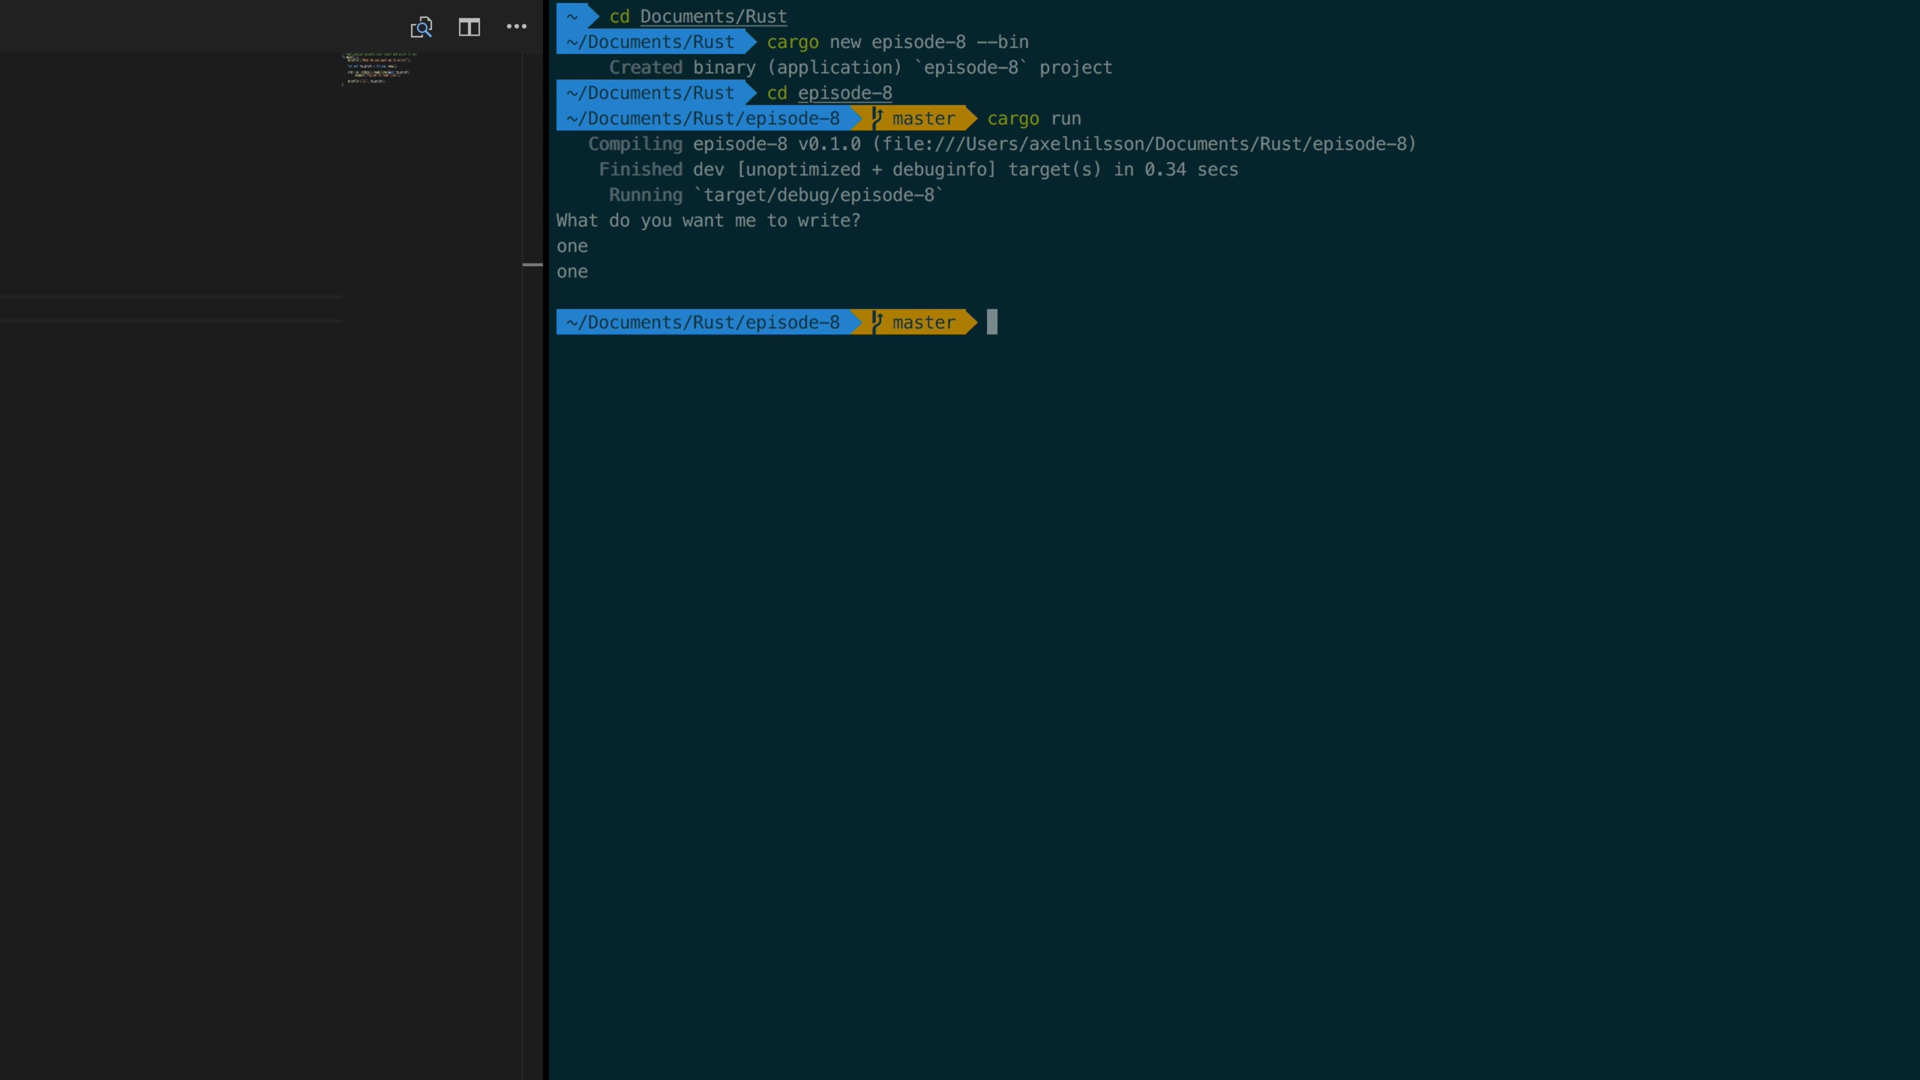 ~ cd Documents/Rust
~/Documents/Rust cargo new episode-8 --bin
Created binary (application) `episode-8` project
~/Documents/Rust cd episode-8
~/Documents/Rust/episode-8 master cargo run
Compiling episode-8 v0.1.0 (file:///Users/axelnilsson/Documents/Rust/episode-8)
Finished dev [unoptimized + debuginfo] target(s) in 0.34 secs
Running `target/debug/episode-8`
What do you want me to write?
one
one
~/Documents/Rust/episode-8 master